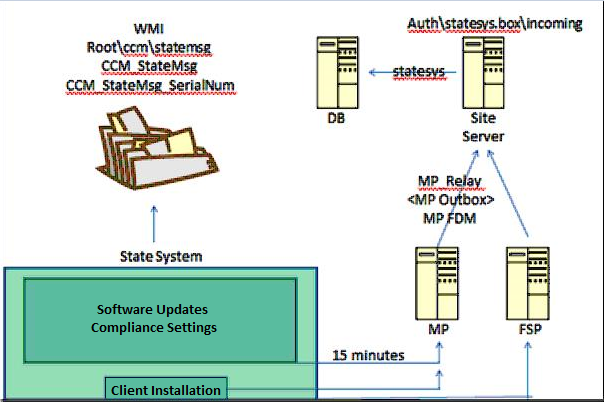 WMI
Root\ccm\statemsg
CCM_StateMsg
CCM_StateMsg_SerialNum
Auth\statesys.box\incoming
statesys
DB
Site
Server
MP_Relay
<MP Outbox>
MP FDM
State System
Software Updates
Compliance Settings
MP
FSP
15 minutes
Client Installation